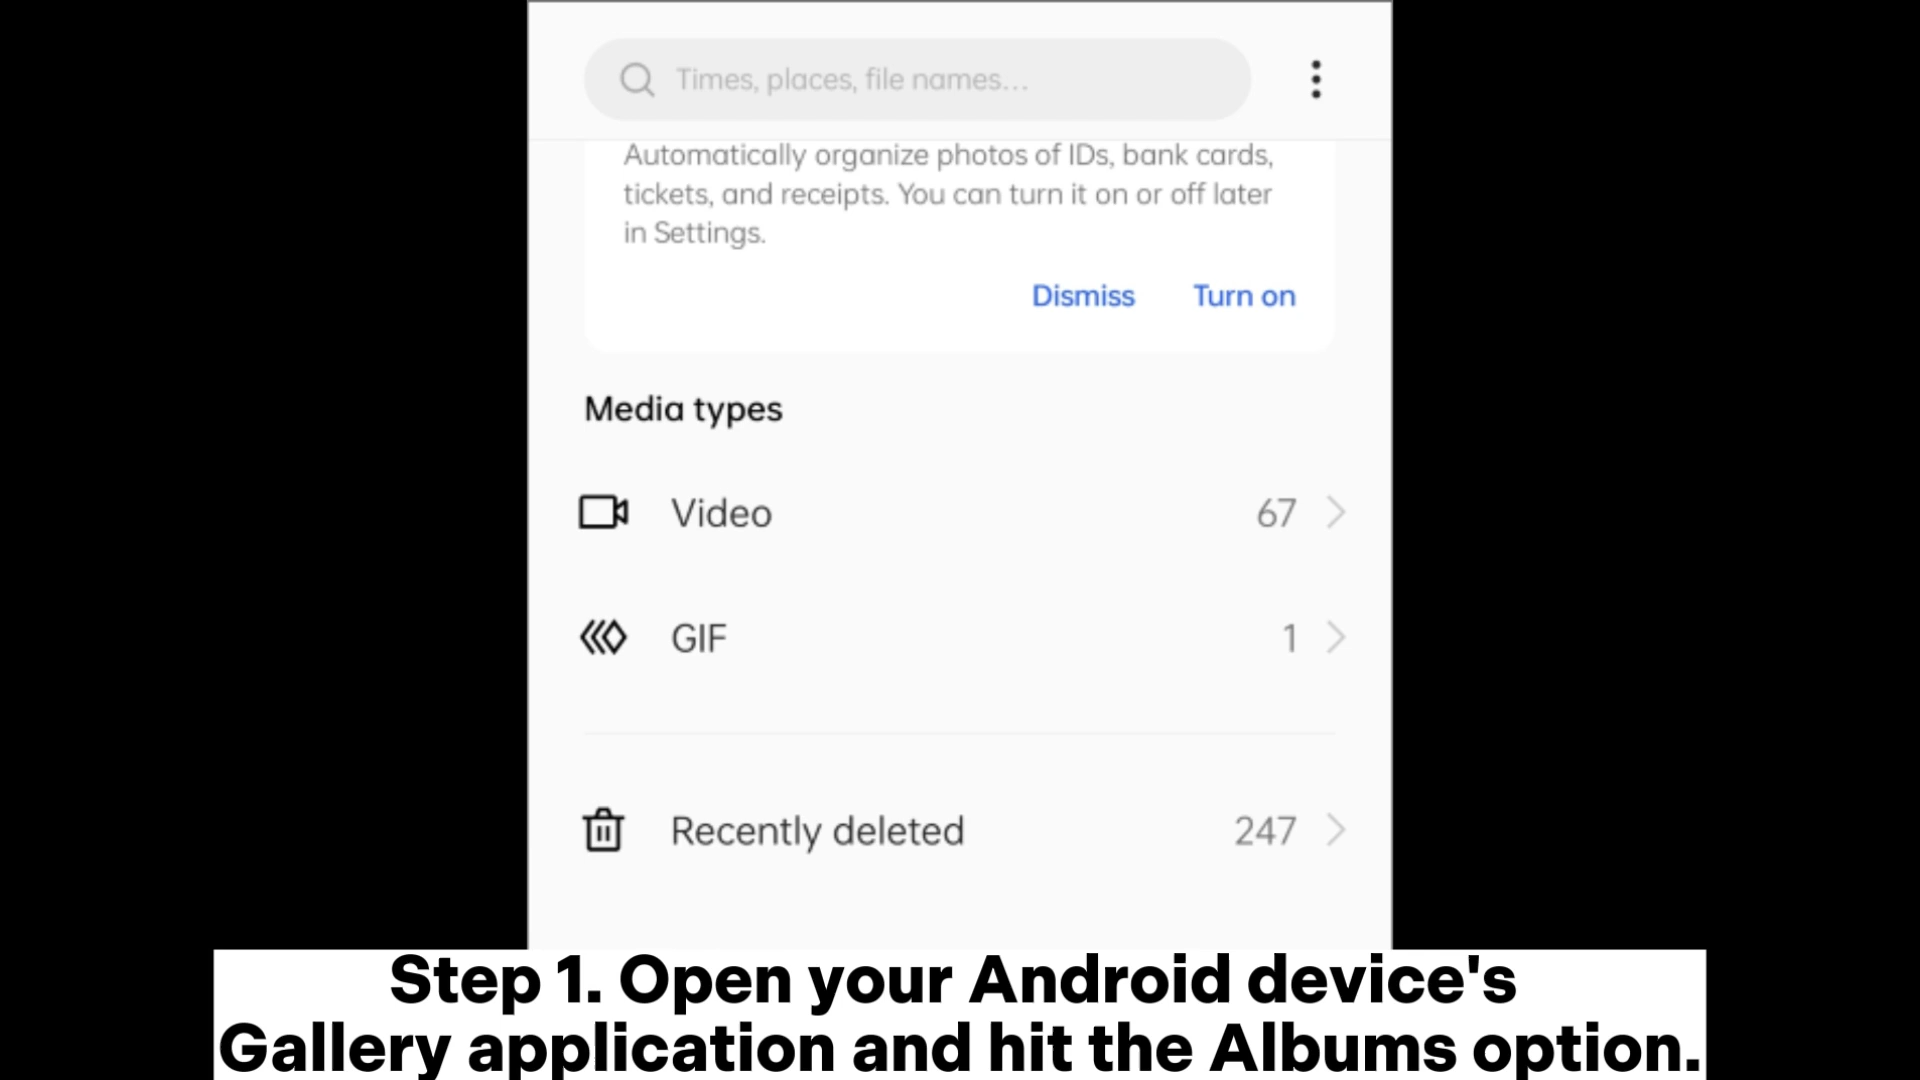 Times, places, file names...
Automatically organize photos of IDs, bank cards,
tickets, and receipts. You can turn it on or off later
in Settings.
Dismiss Turn on
Media types
Video 67
GIF 1
Recently deleted 247
Step 1. Open your Android device's
Gallery application and hit the Albums option.